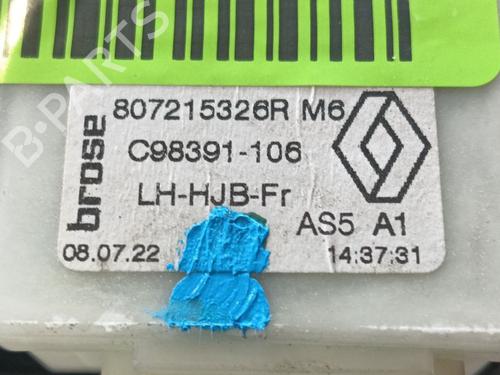 B-PARTS
brose
807215326R M6
C98391-106
LH-HJB-Fr
AS5 A1
08.07.22
14:37:31